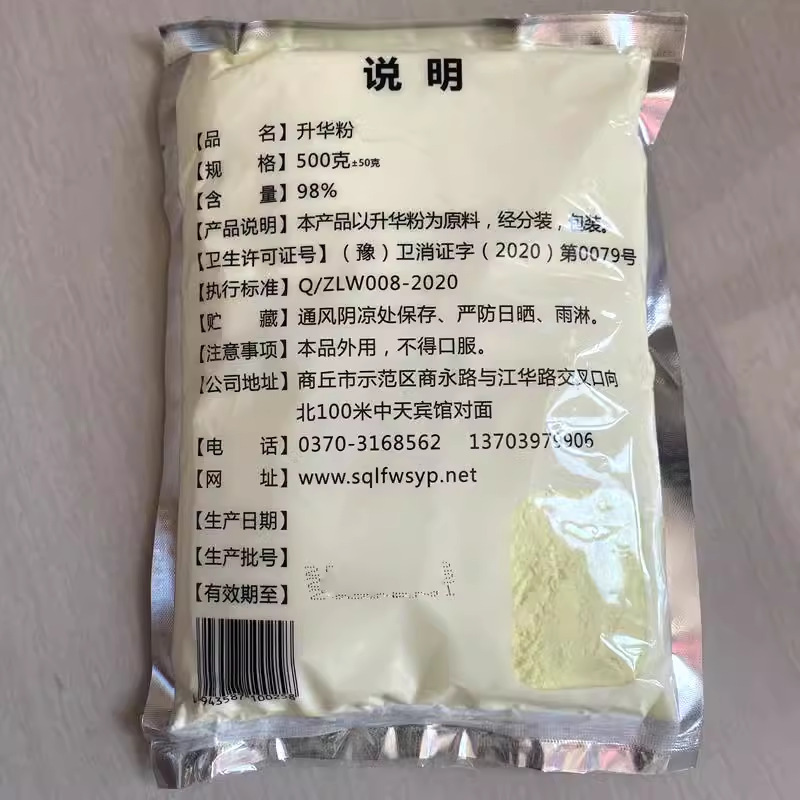 说 明
【品 名】升华粉
【规 格】500克±50克
【含 量】98%
【产品说明】本产品以升华粉为原料,经分装,包装。
【卫生许可证号】(豫)卫消证字(2020)第0079号
【执行标准】Q/ZLW008-2020
【贮 藏】通风阴凉处保存、严防日晒、雨淋。
【注意事项】本品外用,不得口服。
【公司地址】商丘市示范区商永路与江华路交叉口向
北100米中天宾馆对面
【电 话】0370-3168562 13703979906
【网 址】www.sqlfwsyp.net
【生产日期】
【生产批号】
【有效期至】